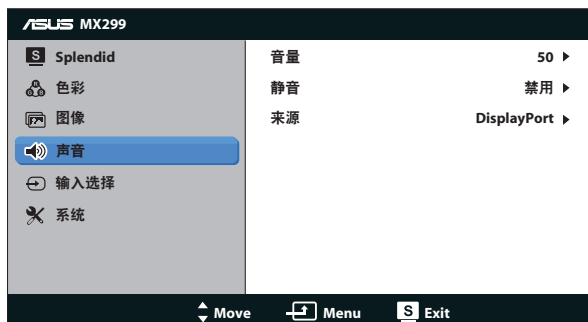 ASUS MX299
S Splendid
色彩
图像
声音
输入选择
系统
音量 50
静音 禁用
来源 DisplayPort
Move Menu S Exit